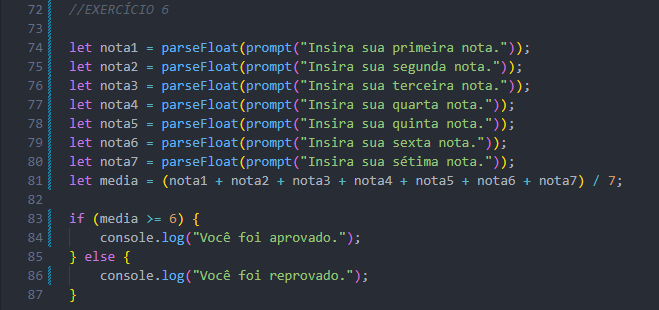 72 //EXERCÍCIO 6
73
74 let nota1 = parseFloat(prompt("Insira sua primeira nota."));
75 let nota2 = parseFloat(prompt("Insira sua segunda nota."));
76 let nota3 = parseFloat(prompt("Insira sua terceira nota."));
77 let nota4 = parseFloat(prompt("Insira sua quarta nota."));
78 let nota5 = parseFloat(prompt("Insira sua quinta nota."));
79 let nota6 = parseFloat(prompt("Insira sua sexta nota."));
80 let nota7 = parseFloat(prompt("Insira sua sétima nota."));
81 let media = (nota1 + nota2 + nota3 + nota4 + nota5 + nota6 + nota7) / 7;
82
83 if (media >= 6) {
84     console.log("Você foi aprovado.");
85 } else {
86     console.log("Você foi reprovado.");
87 }